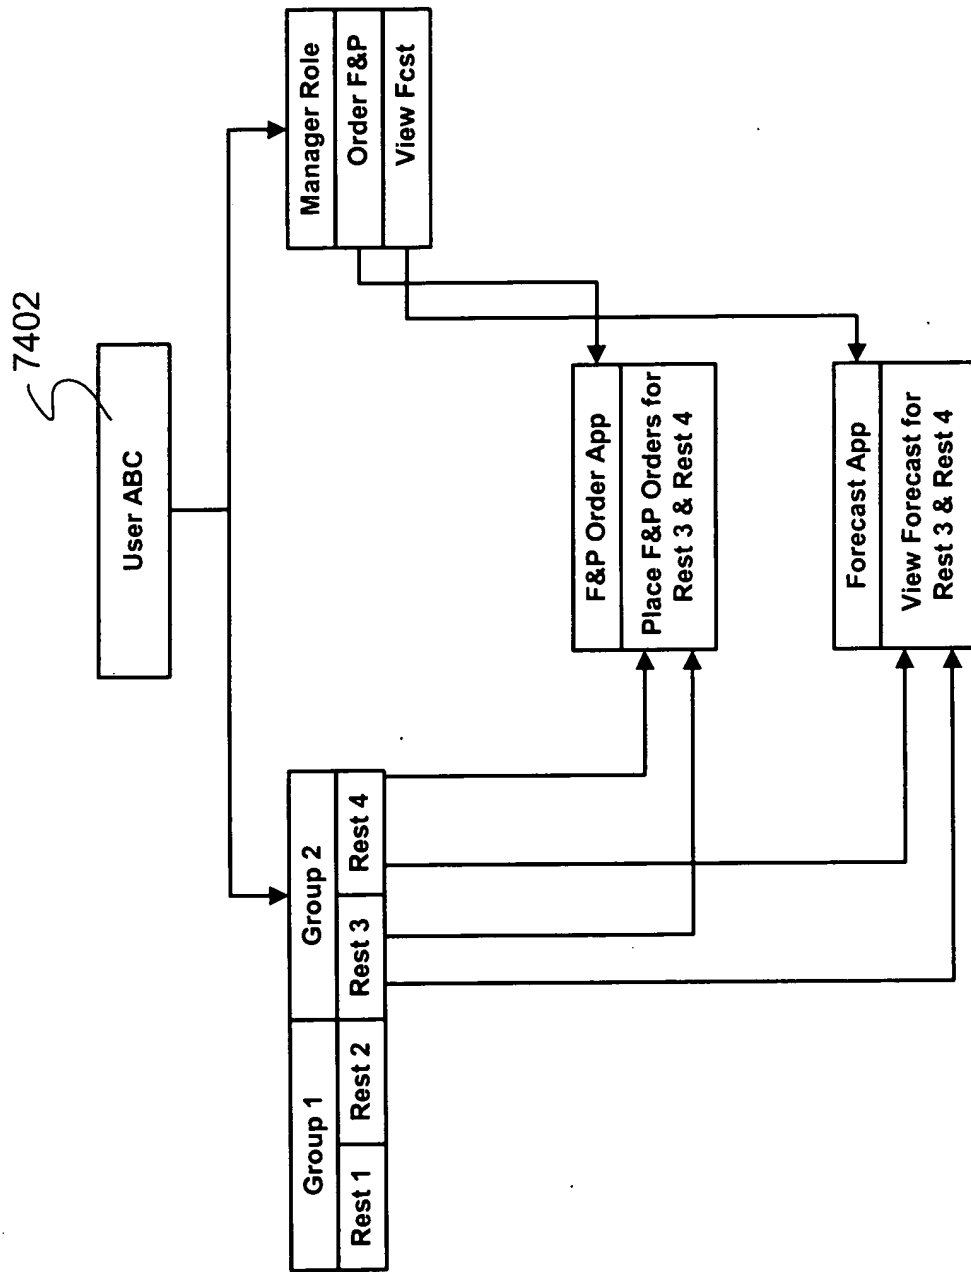 7402
User ABC
Group 1
Group 2
Rest 1
Rest 2
Rest 3
Rest 4
Manager Role
Order F&P
View Fcst
F&P Order App
Place F&P Orders for
Rest 3 & Rest 4
Forecast App
View Forecast for
Rest 3 & Rest 4